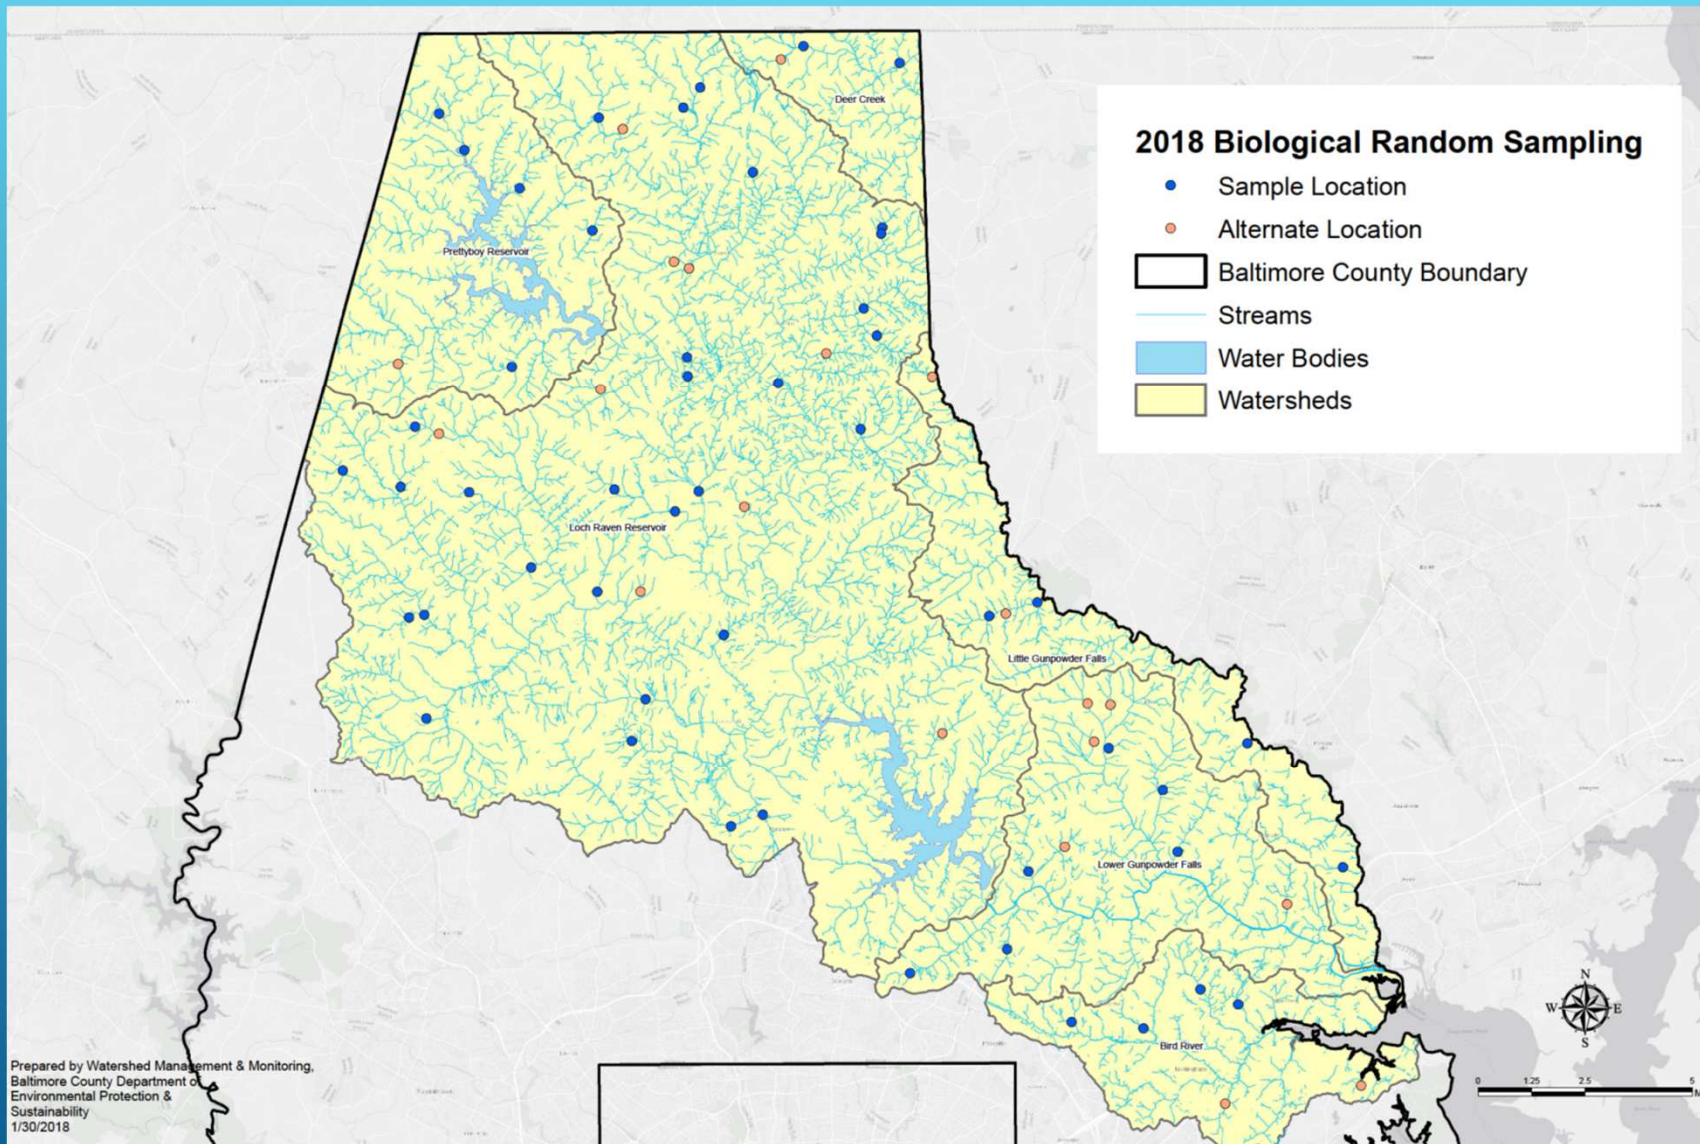 2018 Biological Random Sampling
Sample Location
Alternate Location
Baltimore County Boundary
Streams
Water Bodies
Watersheds
Deer Creek
Prettyboy Reservoir
Loch Raven Reservoir
Little Gunpowder Falls
Lower Gunpowder Falls
Bird River
N
W E
S
0 1.25 2.5 5
Prepared by Watershed Management & Monitoring,
Baltimore County Department of
Environmental Protection &
Sustainability
1/30/2018